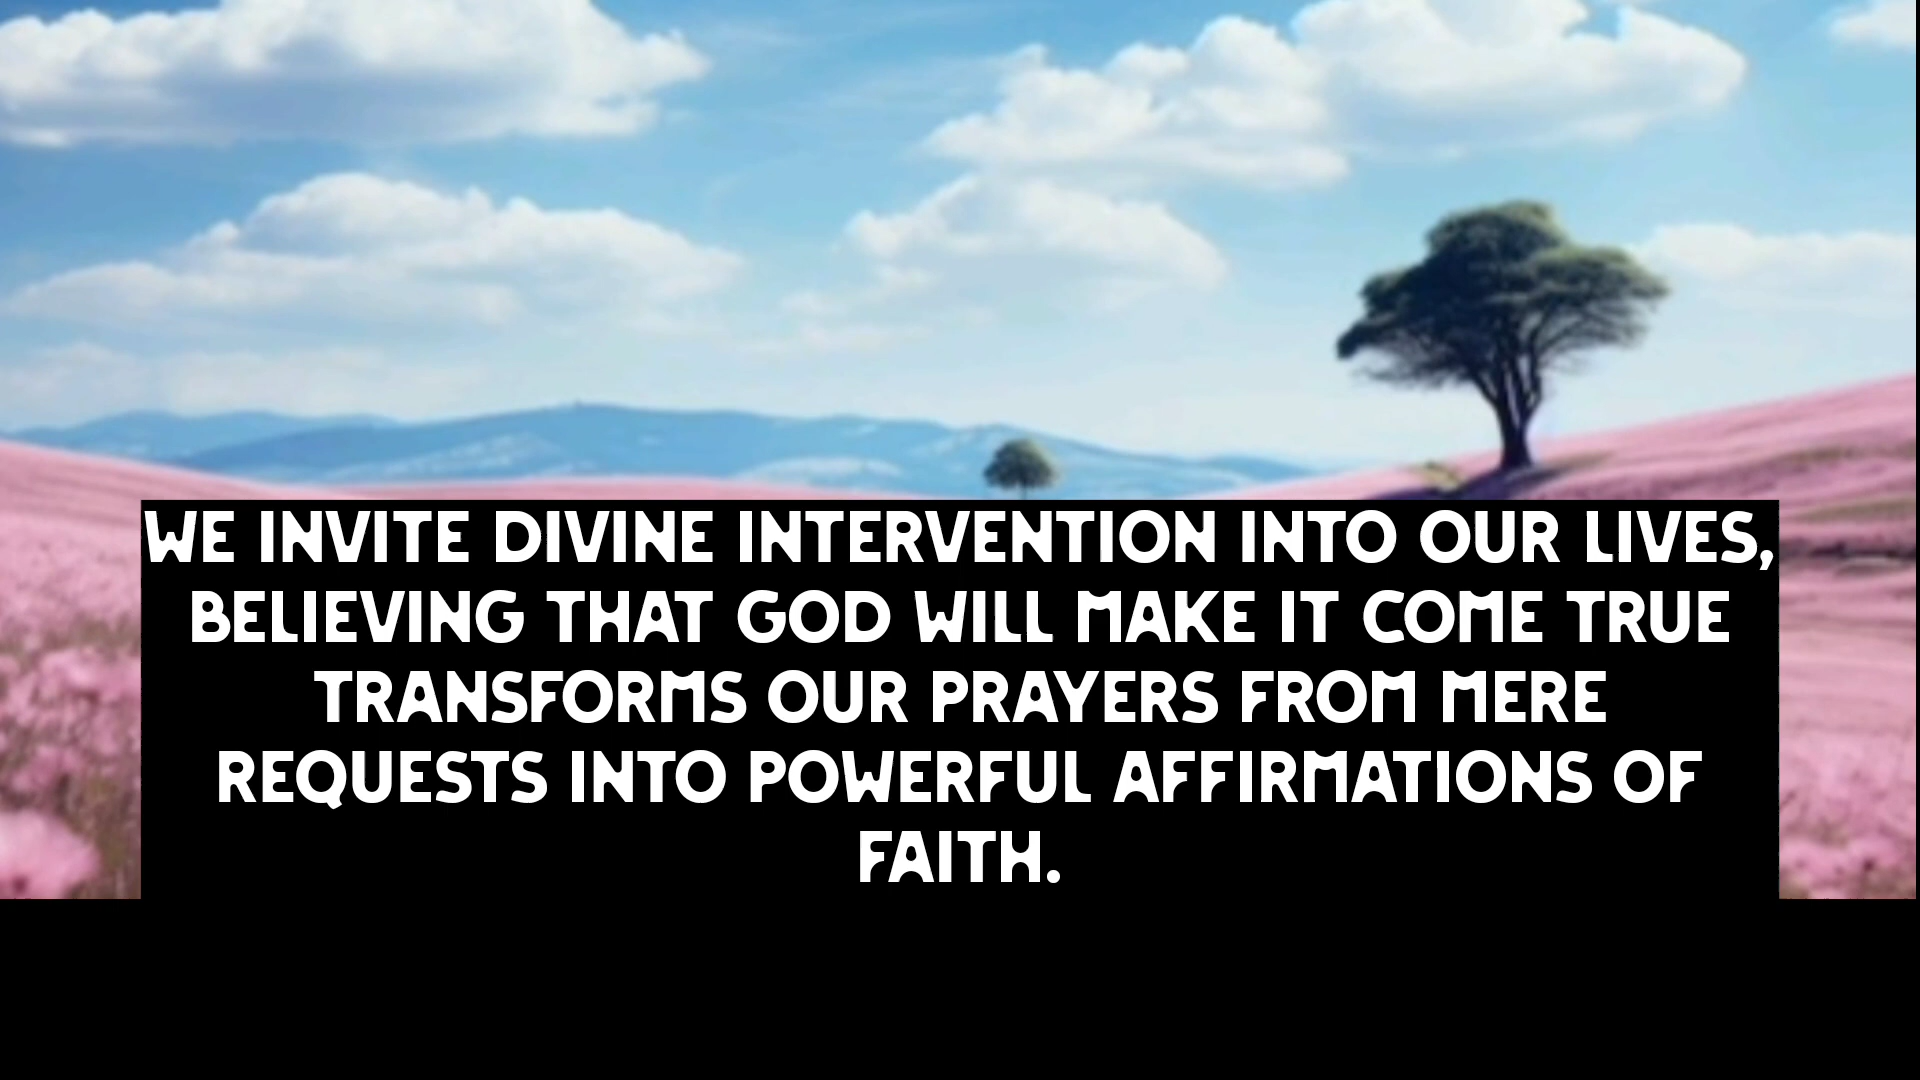 WE INVITE DIVINE INTERVENTION INTO OUR LIVES,
BELIEVING THAT GOD WILL MAKE IT COME TRUE
TRANSFORMS OUR PRAYERS FROM MERE
REQUESTS INTO POWERFUL AFFIRMATIONS OF
FAITH.